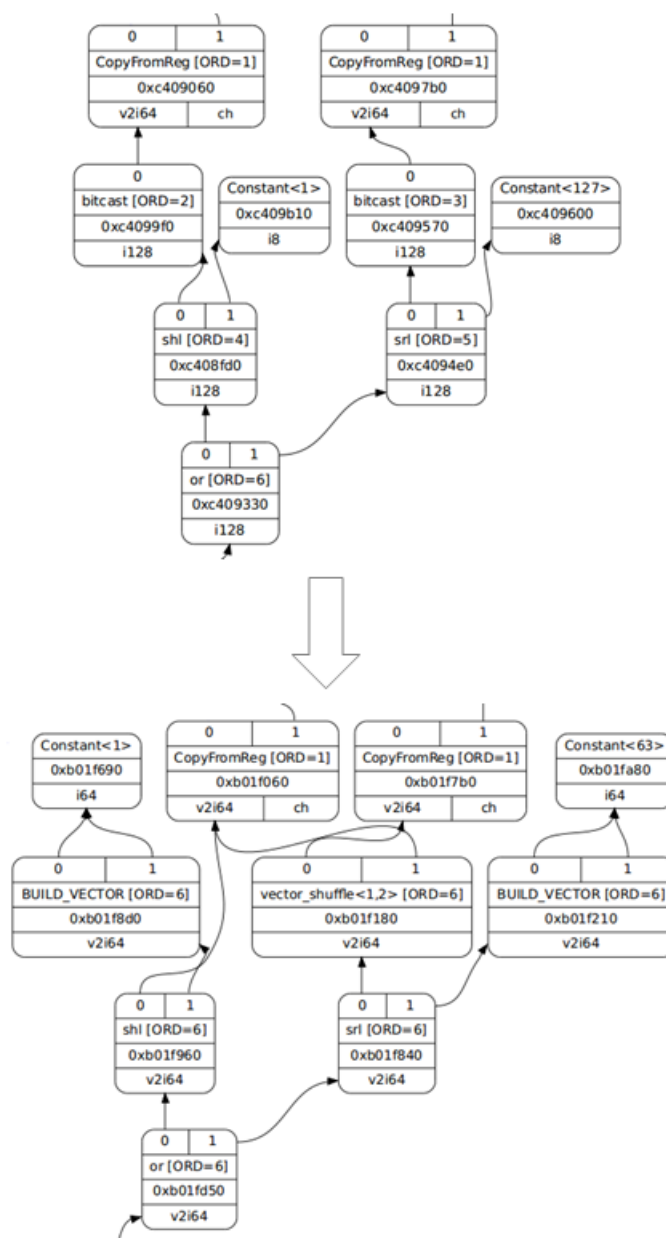 0 1 0 1
CopyFromReg [ORD=1] CopyFromReg [ORD=1]
0xc409060 0xc4097b0
v2i64 ch v2i64 ch
0 Constant<1> 0 Constant<127>
bitcast [ORD=2] 0xc409b10 bitcast [ORD=3] 0xc409600
0xc4099f0 i8 0xc409570 i8
i128 i128
0 1 0 1
shl [ORD=4] srl [ORD=5]
0xc408fd0 0xc4094e0
i128 i128
0 1
or [ORD=6]
0xc409330
i128
0 1 0 1
Constant<1> CopyFromReg [ORD=1] CopyFromReg [ORD=1] Constant<63>
0xb01f690 0xb01f060 0xb01f7b0 0xb01fa80
i64 v2i64 ch v2i64 ch i64
0 1 0 1 0 1
BUILD_VECTOR [ORD=6] vector_shuffle<1,2> [ORD=6] BUILD_VECTOR [ORD=6]
0xb01f8d0 0xb01f180 0xb01f210
v2i64 v2i64 v2i64
0 1 0 1
shl [ORD=6] srl [ORD=6]
0xb01f960 0xb01f840
v2i64 v2i64
0 1
or [ORD=6]
0xb01fd50
v2i64